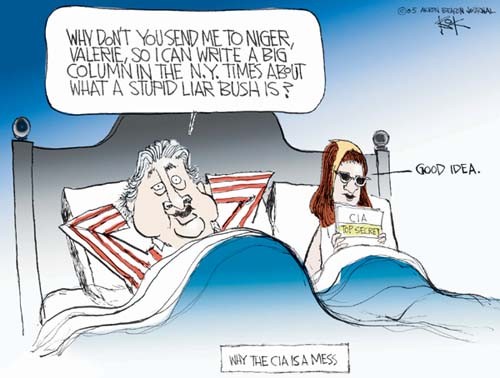 ©05 AKRON BEACON JOURNAL
WHY DON'T YOU SEND ME TO NIGER,
VALERIE, SO I CAN WRITE A BIG
COLUMN IN THE N.Y. TIMES ABOUT
WHAT A STUPID LIAR BUSH IS?
GOOD IDEA.
CIA
TOP SECRET
WHY THE CIA IS A MESS